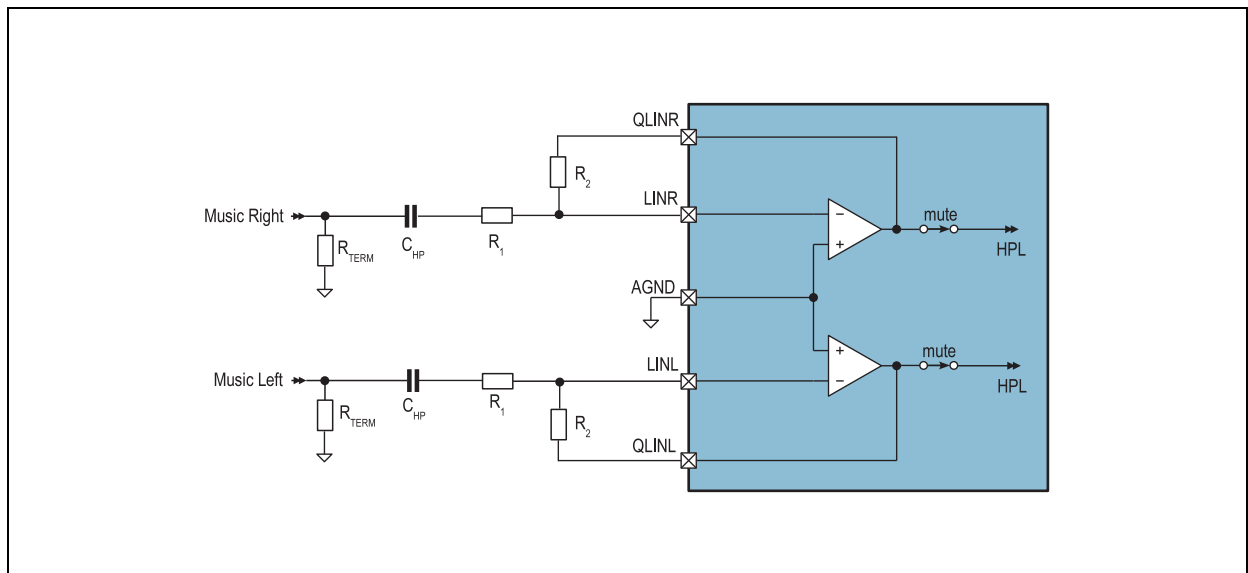 QLINR
R2
LINR
mute
Music Right
RTERM
CHP
R1
HPL
AGND
LINL
mute
Music Left
RTERM
CHP
R1
R2
HPL
QLINL
− + + −